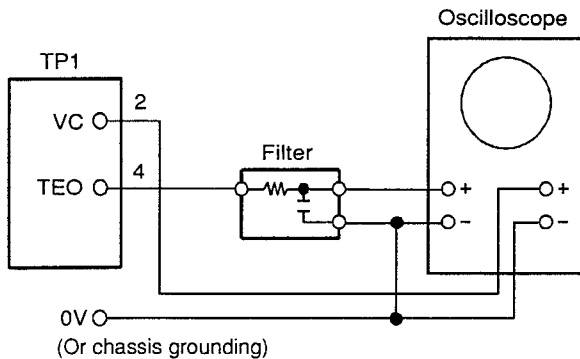 Oscilloscope
TP1
VC 2
Filter
TEO 4
+ +
− −
0V
(Or chassis grounding)